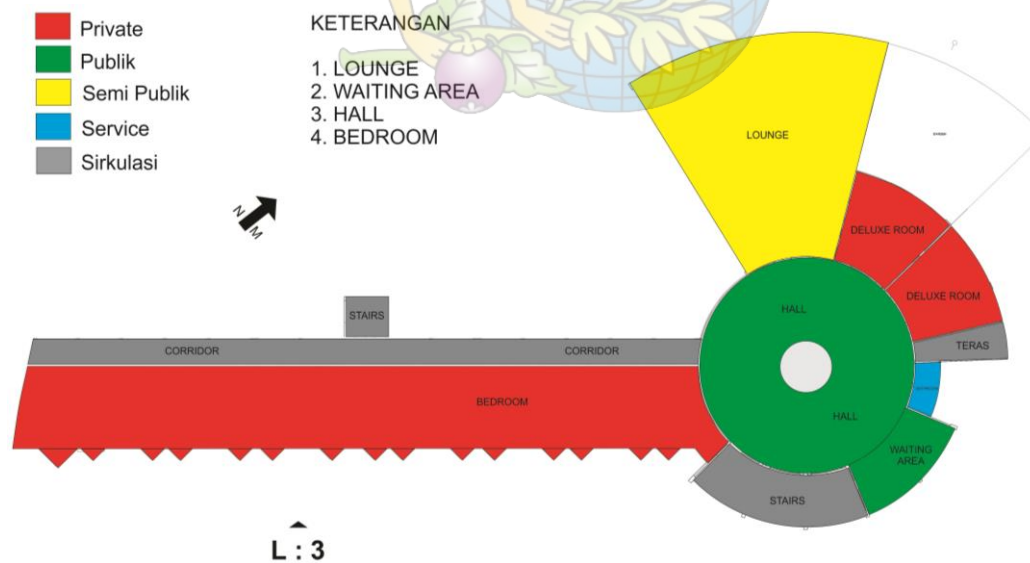 Private
Publik
Semi Publik
Service
Sirkulasi
KETERANGAN
1. LOUNGE
2. WAITING AREA
3. HALL
4. BEDROOM
N
M
LOUNGE
DELUXE ROOM
DELUXE ROOM
HALL
STAIRS
CORRIDOR
CORRIDOR
TERAS
BEDROOM
HALL
WAITING
AREA
STAIRS
L : 3